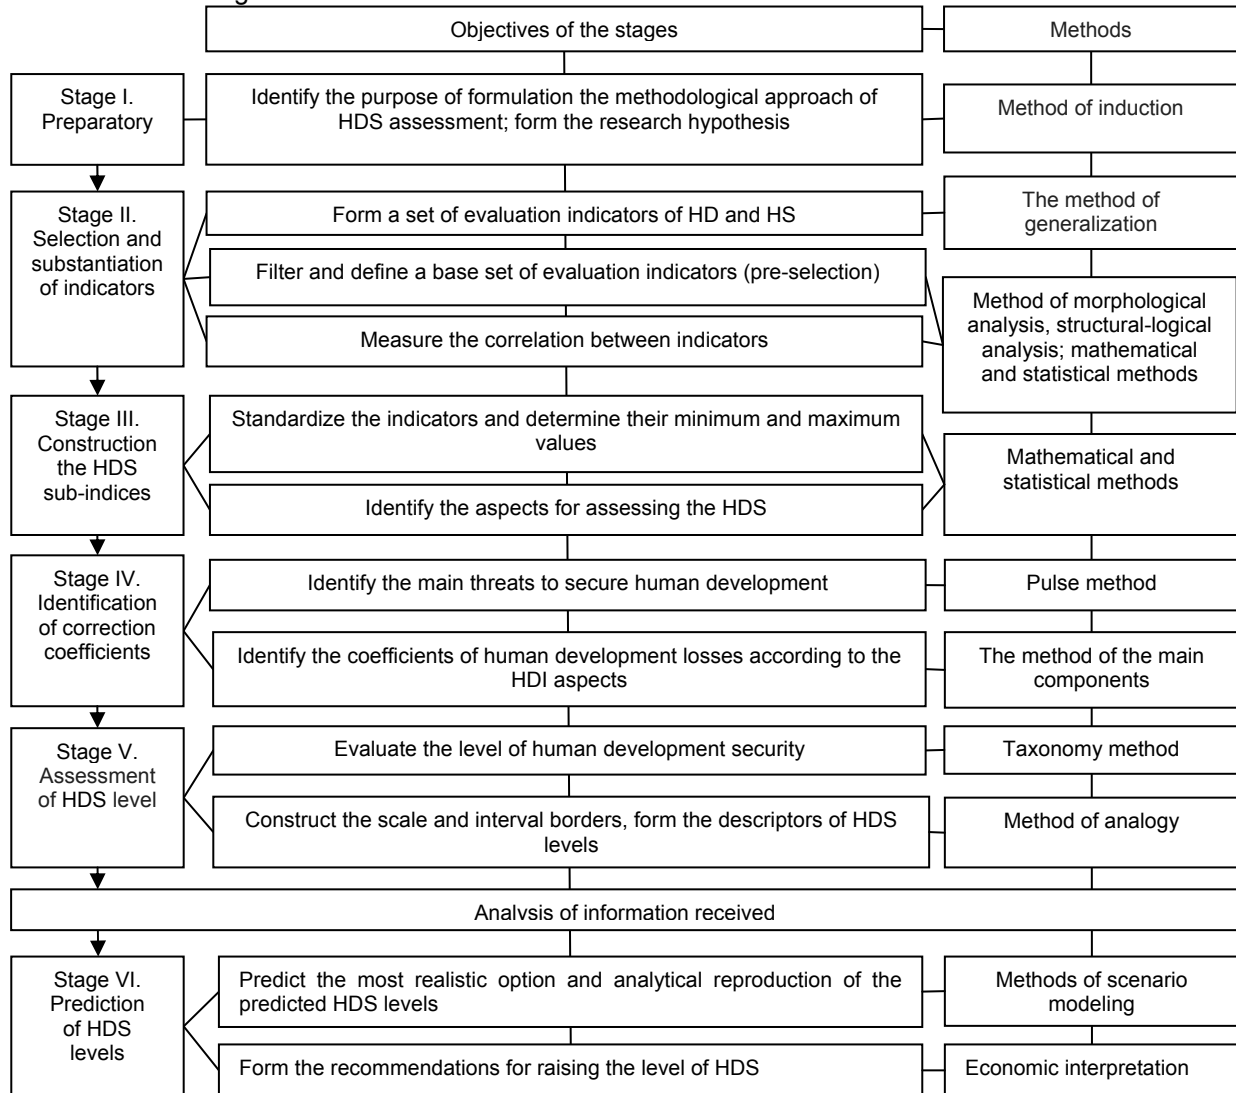 Objectives of the stages
Methods
Stage I.
Preparatory
Identify the purpose of formulation the methodological approach of
HDS assessment; form the research hypothesis
Method of induction
Stage II.
Selection and
substantiation
of indicators
Form a set of evaluation indicators of HD and HS
The method of
generalization
Filter and define a base set of evaluation indicators (pre-selection)
Measure the correlation between indicators
Method of morphological
analysis, structural-logical
analysis; mathematical
and statistical methods
Stage III.
Construction
the HDS
sub-indices
Standardize the indicators and determine their minimum and maximum
values
Identify the aspects for assessing the HDS
Mathematical and
statistical methods
Stage IV.
Identification
of correction
coefficients
Identify the main threats to secure human development
Pulse method
Identify the coefficients of human development losses according to the
HDI aspects
The method of the main
components
Stage V.
Assessment
of HDS level
Evaluate the level of human development security
Taxonomy method
Construct the scale and interval borders, form the descriptors of HDS
levels
Method of analogy
Analysis of information received
Stage VI.
Prediction
of HDS
levels
Predict the most realistic option and analytical reproduction of the
predicted HDS levels
Methods of scenario
modeling
Form the recommendations for raising the level of HDS
Economic interpretation